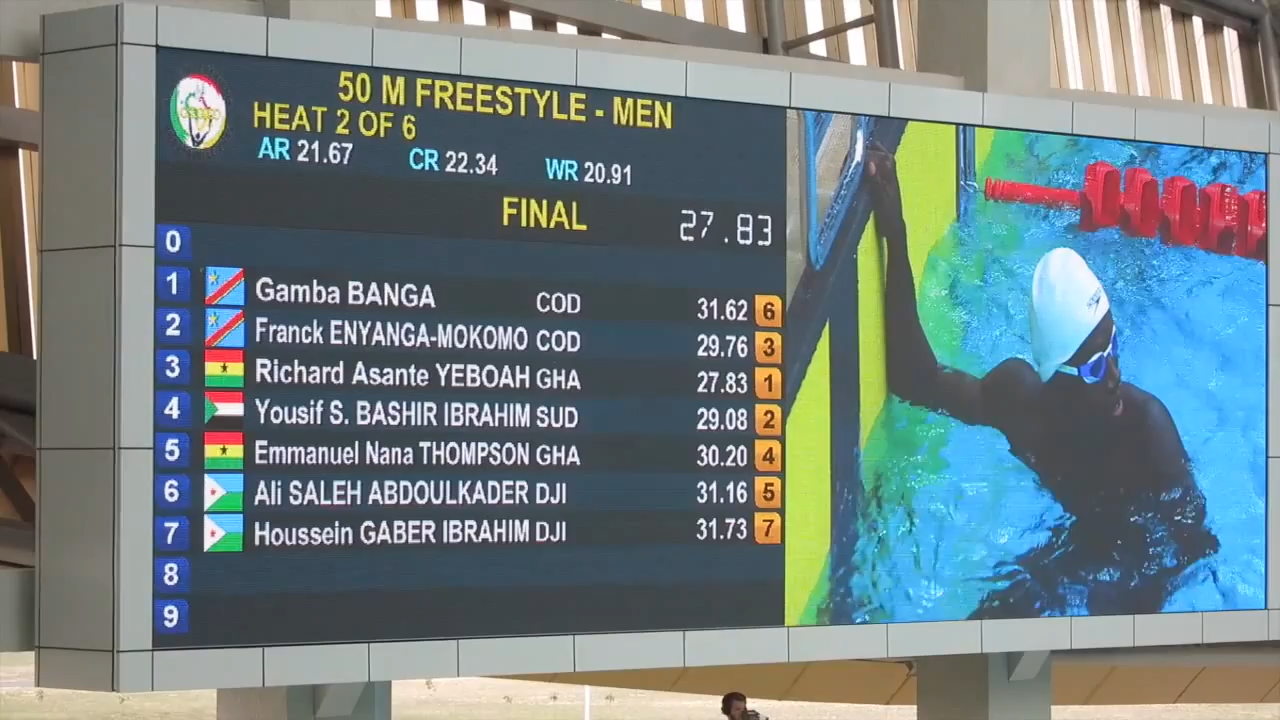 50 M FREESTYLE - MEN
HEAT 2 OF 6
AR 21.67 CR 22.34 WR 20.91
FINAL 27.83
0
1 Gamba BANGA COD 31.62 6
2 Franck ENYANGA-MOKOMO COD 29.76 3
3 Richard Asante YEBOAH GHA 27.83 1
4 Yousif S. BASHIR IBRAHIM SUD 29.08 2
5 Emmanuel Nana THOMPSON GHA 30.20 4
6 Ali SALEH ABDOULKADER DJI 31.16 5
7 Houssein GABER IBRAHIM DJI 31.73 7
8
9